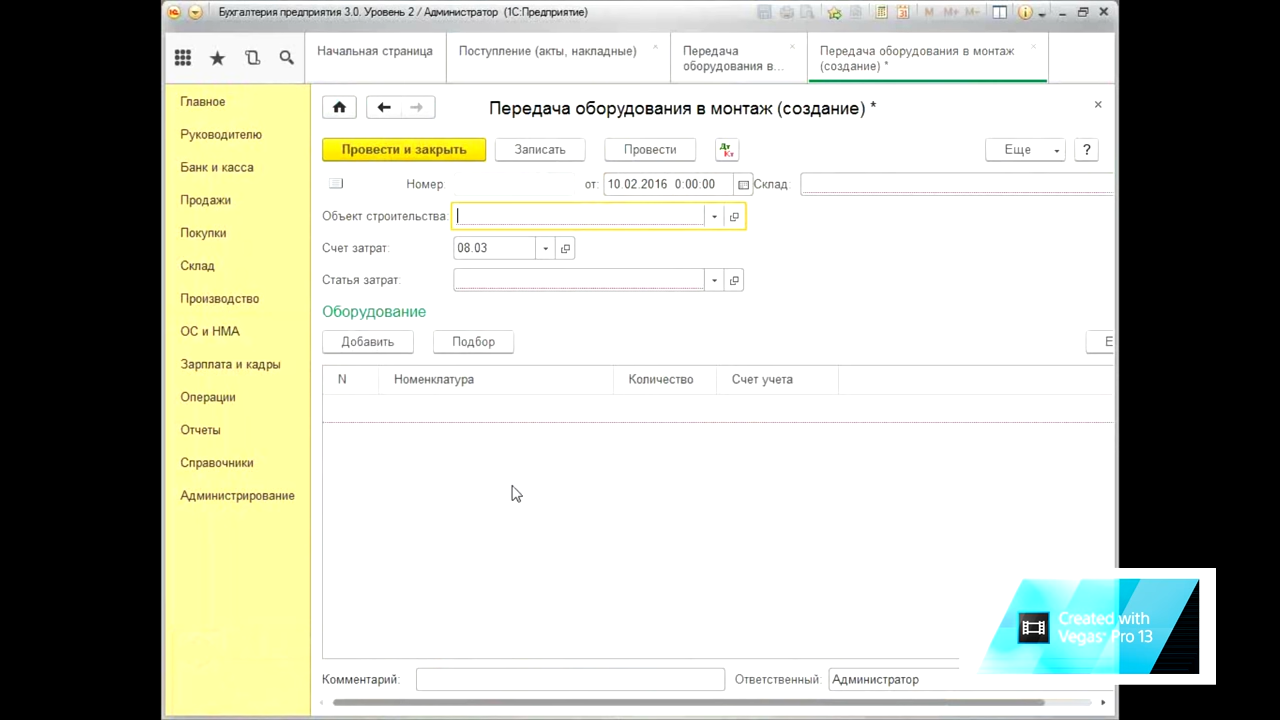 Бухгалтерия предприятия 3.0. Уровень 2 / Администратор (1С:Предприятие)
M M+ M-
Начальная страница
Поступление (акты, накладные)
Передача
оборудования в...
Передача оборудования в монтаж
(создание) *
Главное
Руководителю
Банк и касса
Продажи
Покупки
Склад
Производство
ОС и НМА
Зарплата и кадры
Операции
Отчеты
Справочники
Администрирование
Передача оборудования в монтаж (создание) *
Провести и закрыть
Записать
Провести
Дт
Кт
Еще
?
Номер:
от:
10.02.2016 0:00:00
Склад:
Объект строительства:
Счет затрат:
08.03
Статья затрат:
Оборудование
Добавить
Подбор
Е
N
Номенклатура
Количество
Счет учета
Комментарий:
Ответственный:
Администратор
Created with
Vegas Pro 13